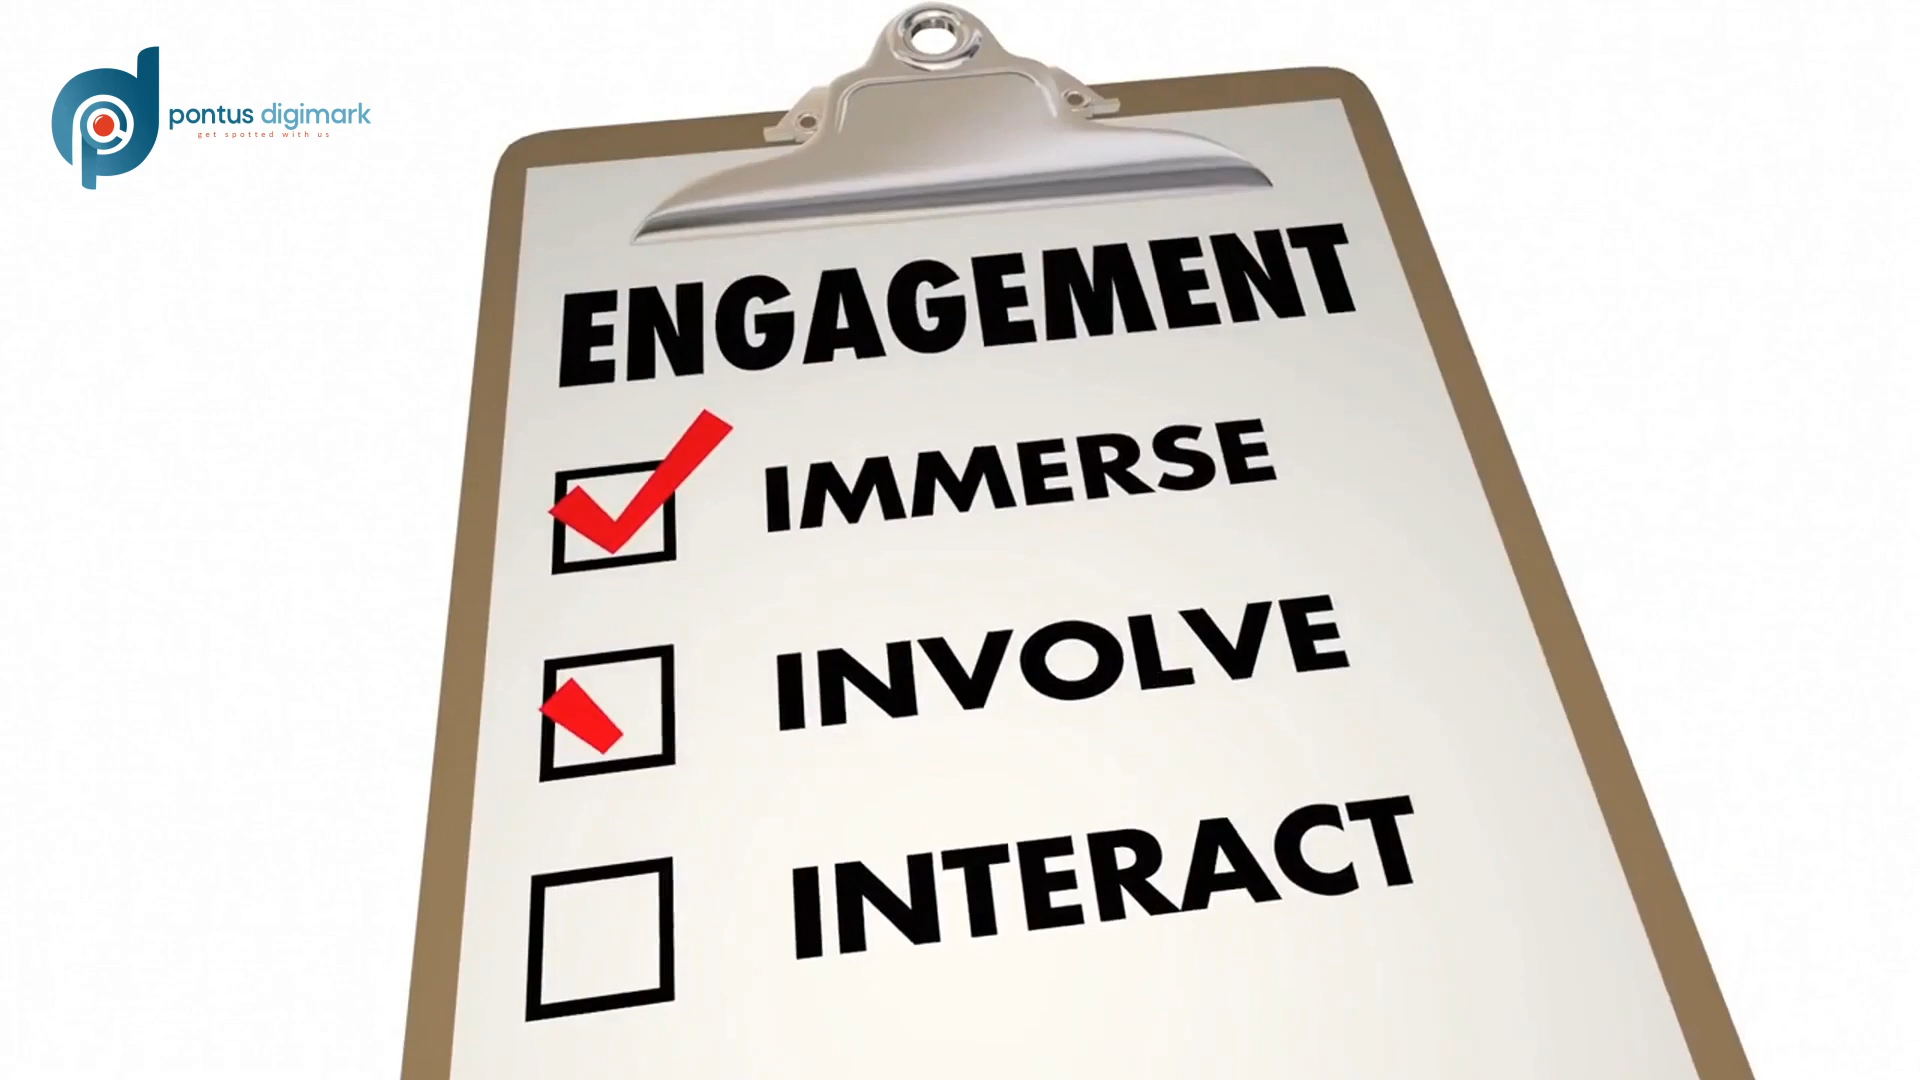 pontus digimark
get spotted with us
ENGAGEMENT
IMMERSE
INVOLVE
INTERACT